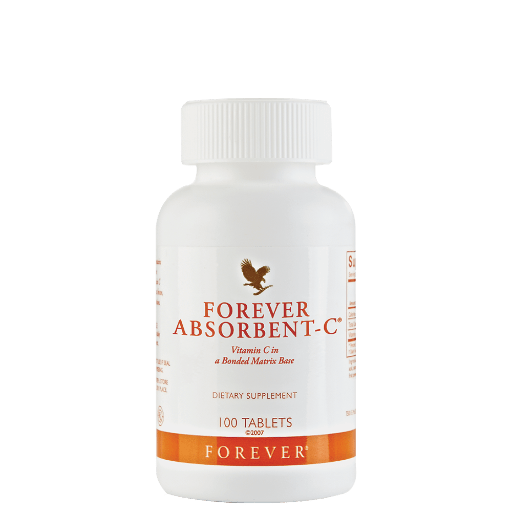 FOREVER
ABSORBENT-C®
Vitamin C in
a Bonded Matrix Base
DIETARY SUPPLEMENT
100 TABLETS
©2007
FOREVER®